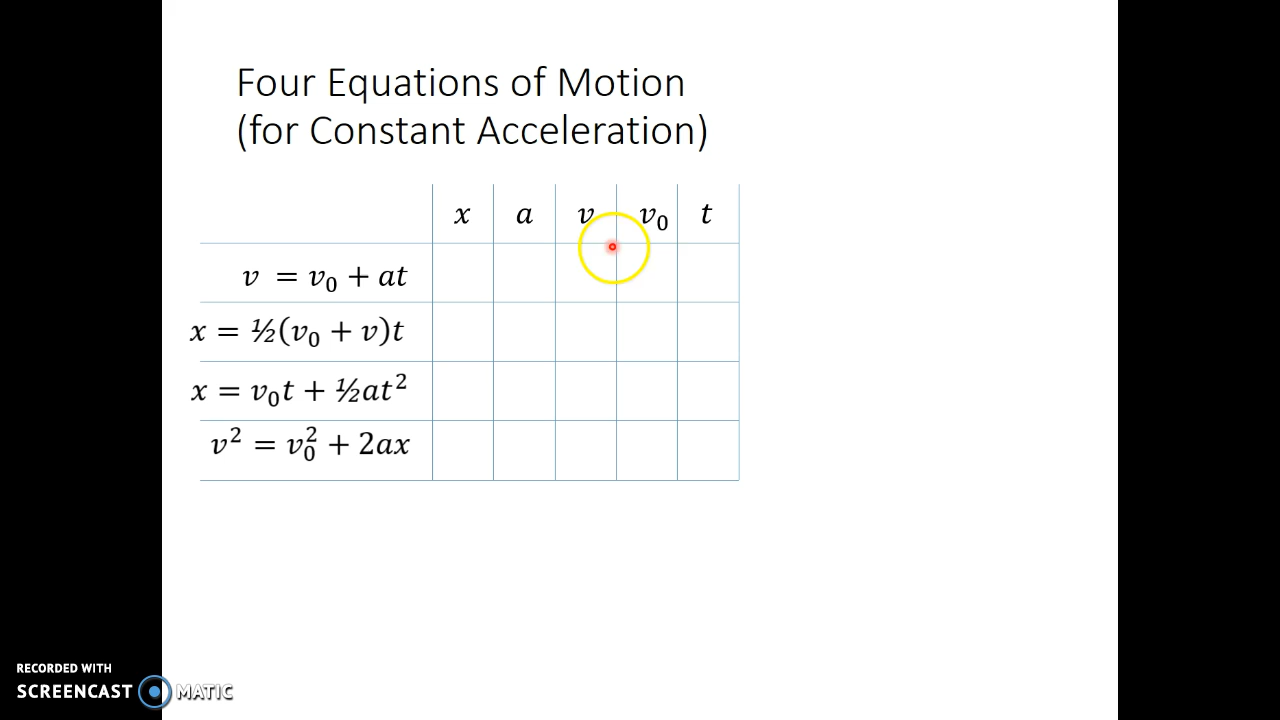 Four Equations of Motion
(for Constant Acceleration)
x a v v₀ t
v = v₀ + at
x = ½(v₀ + v)t
x = v₀t + ½at²
v² = v₀² + 2ax
RECORDED WITH
SCREENCAST MATIC